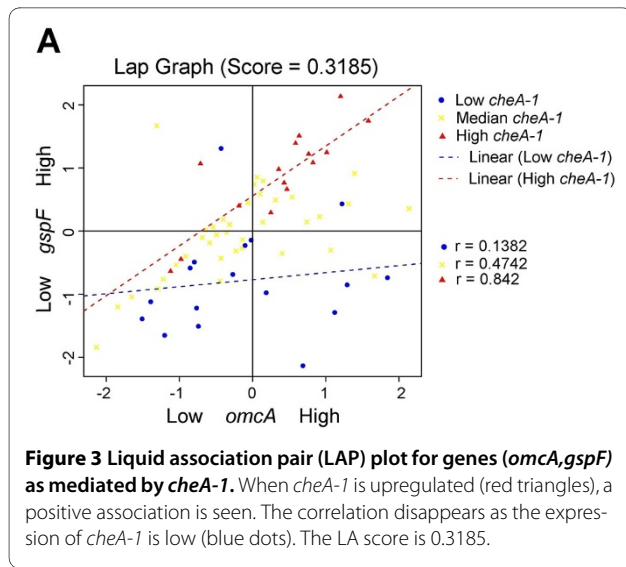 A
Lap Graph (Score = 0.3185)
2
1
0
-1
-2
High
gspF
Low
-2 -1 0 1 2
Low omcA High
Low cheA-1
Median cheA-1
High cheA-1
Linear (Low cheA-1)
Linear (High cheA-1)
r = 0.1382
r = 0.4742
r = 0.842
Figure 3 Liquid association pair (LAP) plot for genes (omcA,gspF)
as mediated by cheA-1. When cheA-1 is upregulated (red triangles), a
positive association is seen. The correlation disappears as the expres-
sion of cheA-1 is low (blue dots). The LA score is 0.3185.